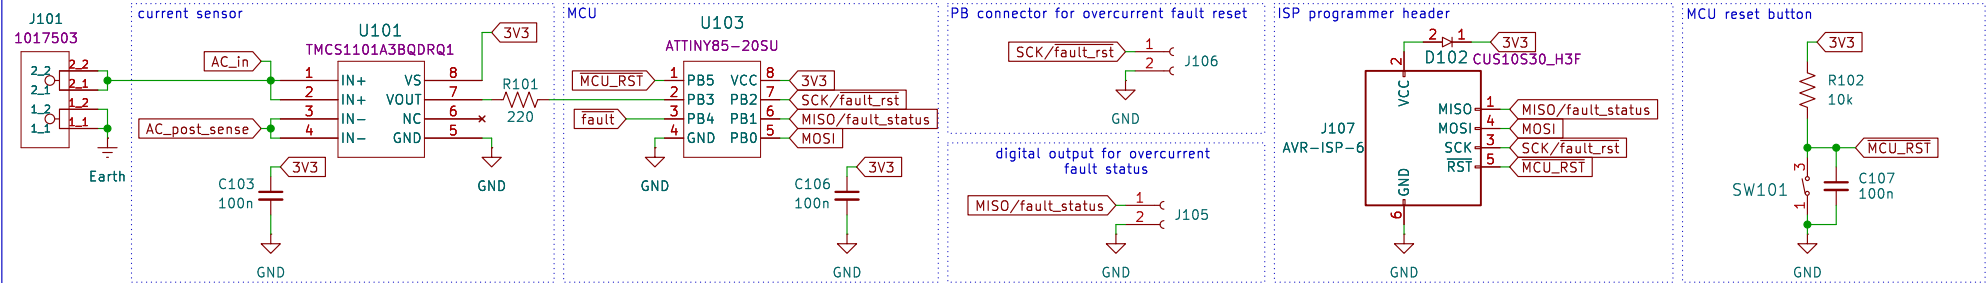 J101
1017503
2_2
2_1
1_2
1_1
2_2
2_1
1_2
1_1
Earth
current sensor
AC_in
AC_post_sense
U101
TMCS1101A3BQDRQ1
1 IN+ VS 8
2 IN+ VOUT 7
3 IN- NC 6
4 IN- GND 5
3V3
R101
220
GND
3V3
C103
100n
GND
MCU
U103
ATTINY85-20SU
MCU_RST 1 PB5 VCC 8 3V3
2 PB3 PB2 7 SCK/fault_rst
fault 3 PB4 PB1 6 MISO/fault_status
4 GND PB0 5 MOSI
GND
3V3
C106
100n
GND
PB connector for overcurrent fault reset
SCK/fault_rst 1
2
J106
GND
digital output for overcurrent
fault status
MISO/fault_status 1
2
J105
GND
ISP programmer header
2 1 3V3
D102 CUS10S30_H3F
2
VCC
J107
AVR-ISP-6
MISO 1 MISO/fault_status
MOSI 4 MOSI
SCK 3 SCK/fault_rst
RST 5 MCU_RST
GND
6
GND
MCU reset button
3V3
R102
10k
MCU_RST
3
SW101
1
C107
100n
GND